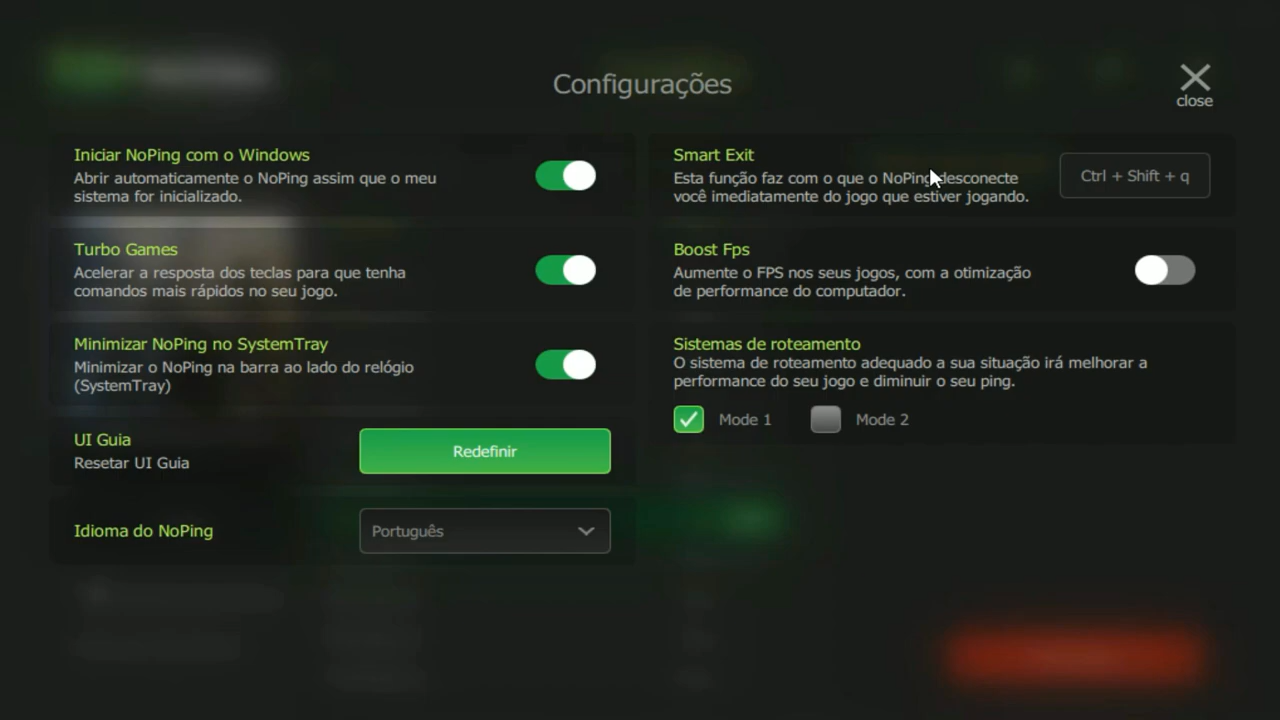 Configurações
close
Iniciar NoPing com o Windows
Abrir automaticamente o NoPing assim que o meu
sistema for inicializado.
Turbo Games
Acelerar a resposta dos teclas para que tenha
comandos mais rápidos no seu jogo.
Minimizar NoPing no SystemTray
Minimizar o NoPing na barra ao lado do relógio
(SystemTray)
UI Guia
Resetar UI Guia
Redefinir
Idioma do NoPing
Português
Smart Exit
Esta função faz com o que o NoPing desconecte
você imediatamente do jogo que estiver jogando.
Ctrl + Shift + q
Boost Fps
Aumente o FPS nos seus jogos, com a otimização
de performance do computador.
Sistemas de roteamento
O sistema de roteamento adequado a sua situação irá melhorar a
performance do seu jogo e diminuir o seu ping.
Mode 1
Mode 2